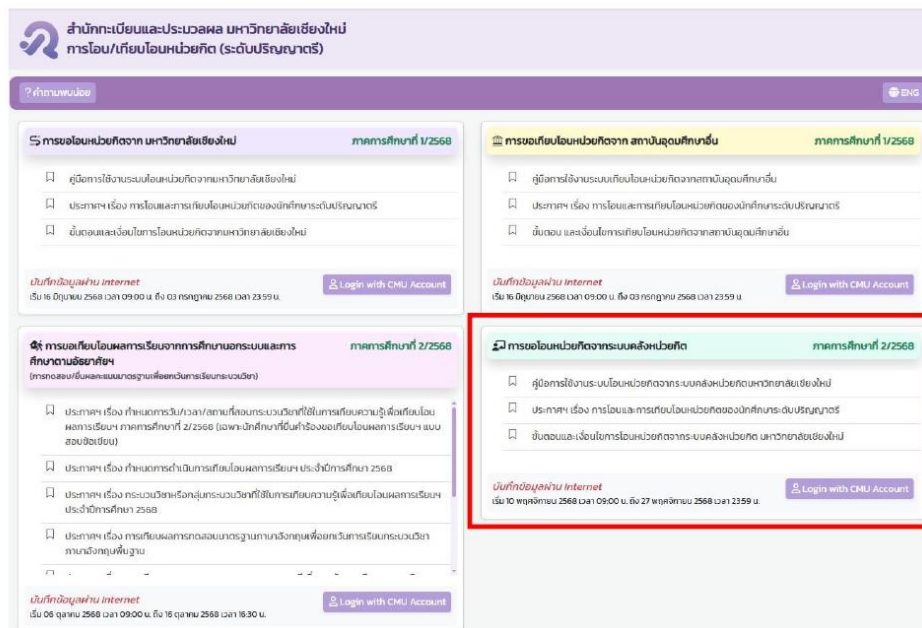 สำนักทะเบียนและประมวลผล มหาวิทยาลัยเชียงใหม่
การโอน/เทียบโอนหน่วยกิต (ระดับปริญญาตรี)
? คำถามพบบ่อย
ENG
การขอโอนหน่วยกิตจาก มหาวิทยาลัยเชียงใหม่ ภาคการศึกษาที่ 1/2568
คู่มือการใช้งานระบบโอนหน่วยกิตจากมหาวิทยาลัยเชียงใหม่
ประกาศฯ เรื่อง การโอนและการเทียบโอนหน่วยกิตของนักศึกษาระดับปริญญาตรี
ขั้นตอนและเงื่อนไขการโอนหน่วยกิตจากมหาวิทยาลัยเชียงใหม่
บันทึกข้อมูลผ่าน Internet
เริ่ม 16 มิถุนายน 2568 เวลา 09:00 น. ถึง 03 กรกฎาคม 2568 เวลา 23:59 น.
Login with CMU Account
การขอเทียบโอนหน่วยกิตจาก สถาบันอุดมศึกษาอื่น ภาคการศึกษาที่ 1/2568
คู่มือการใช้งานระบบเทียบโอนหน่วยกิตจากสถาบันอุดมศึกษาอื่น
ประกาศฯ เรื่อง การโอนและการเทียบโอนหน่วยกิตของนักศึกษาระดับปริญญาตรี
ขั้นตอน และเงื่อนไขการเทียบโอนหน่วยกิตจากสถาบันอุดมศึกษาอื่น
บันทึกข้อมูลผ่าน Internet
เริ่ม 16 มิถุนายน 2568 เวลา 09:00 น. ถึง 03 กรกฎาคม 2568 เวลา 23:59 น.
Login with CMU Account
การขอเทียบโอนผลการเรียนจากการศึกษานอกระบบและการ ภาคการศึกษาที่ 2/2568
ศึกษาตามอัธยาศัยฯ
(การทดสอบ/ยื่นผลคะแนนมาตรฐานเพื่อยกเว้นการเรียนกระบวนวิชา)
ประกาศฯ เรื่อง กำหนดการวัน/เวลา/สถานที่สอบกระบวนวิชาที่ใช้ในการเทียบความรู้เพื่อเทียบโอน
ผลการเรียนฯ ภาคการศึกษาที่ 2/2568 (เฉพาะนักศึกษาที่ยื่นคำร้องขอเทียบโอนผลการเรียนฯ แบบ
สอบข้อเขียน)
ประกาศฯ เรื่อง กำหนดการดำเนินการเทียบโอนผลการเรียนฯ ประจำปีการศึกษา 2568
ประกาศฯ เรื่อง กระบวนวิชาหรือกลุ่มกระบวนวิชาที่ใช้ในการเทียบความรู้เพื่อเทียบโอนผลการเรียนฯ
ประจำปีการศึกษา 2568
ประกาศฯ เรื่อง การเทียบผลการทดสอบมาตรฐานภาษาอังกฤษเพื่อยกเว้นการเรียนกระบวนวิชา
ภาษาอังกฤษพื้นฐาน
บันทึกข้อมูลผ่าน Internet
เริ่ม 06 ตุลาคม 2568 เวลา 09:00 น. ถึง 16 ตุลาคม 2568 เวลา 16:30 น.
Login with CMU Account
การขอโอนหน่วยกิตจากระบบคลังหน่วยกิต ภาคการศึกษาที่ 2/2568
คู่มือการใช้งานระบบโอนหน่วยกิตจากระบบคลังหน่วยกิตมหาวิทยาลัยเชียงใหม่
ประกาศฯ เรื่อง การโอนและการเทียบโอนหน่วยกิตของนักศึกษาระดับปริญญาตรี
ขั้นตอนและเงื่อนไขการโอนหน่วยกิตจากระบบคลังหน่วยกิต มหาวิทยาลัยเชียงใหม่
บันทึกข้อมูลผ่าน Internet
เริ่ม 10 พฤศจิกายน 2568 เวลา 09:00 น. ถึง 27 พฤศจิกายน 2568 เวลา 23:59 น.
Login with CMU Account